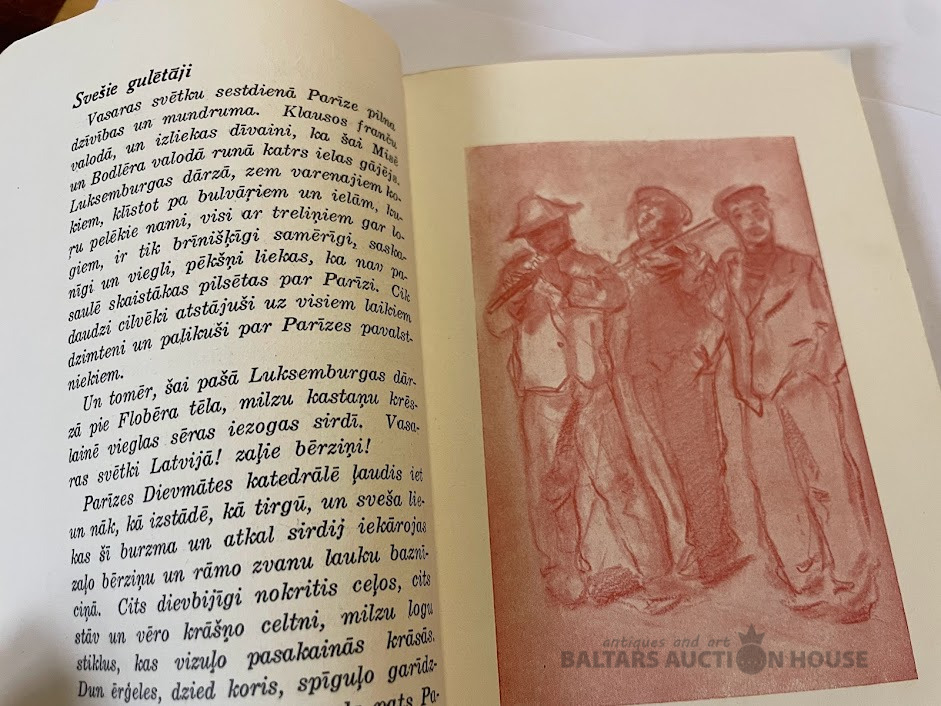 Svešie gulētāji
Vasaras svētku sestdienā Parīze pilna
dzīvības un mundruma. Klausos franču
valodā, un izliekas dīvaini, ka šai Misē
un Bodlēra valodā runā katrs ielas gājējs.
Luksemburgas dārzā, zem varenajiem ko-
kiem, klīstot pa bulvāŗiem un ielām, ku-
ŗu pelēkie nami, visi ar treliņiem gar lo-
giem, ir tik brīnišķīgi samērīgi, saska-
nīgi un viegli, pēkšņi liekas, ka nav pa-
saulē skaistākas pilsētas par Parīzi. Cik
daudzi cilvēki atstājuši uz visiem laikiem
dzimteni un palikuši par Parīzes pavalst-
niekiem.
Un tomēr, šai pašā Luksemburgas dār-
zā pie Flobēra tēla, milzu kastaņu krēs-
lainē vieglas sēras iezogas sirdī. Vasa-
ras svētki Latvijā! zaļie bērziņi!
Parīzes Dievmātes katedrālē ļaudis iet
un nāk, kā izstādē, kā tirgū, un sveša lie-
kas šī burzma un atkal sirdij iekārojas
zaļo bērziņu un rāmo zvanu lauku bazni-
ciņā. Cits dievbijīgi nokritis ceļos, cits
stāv un vēro krāšņo celtni, milzu logu
stiklus, kas vizuļo pasakainās krāsās.
Dun ērģeles, dzied koris, spīguļo garīdz-
pats Pa-
antiques and art
BALTARS AUCTION HOUSE